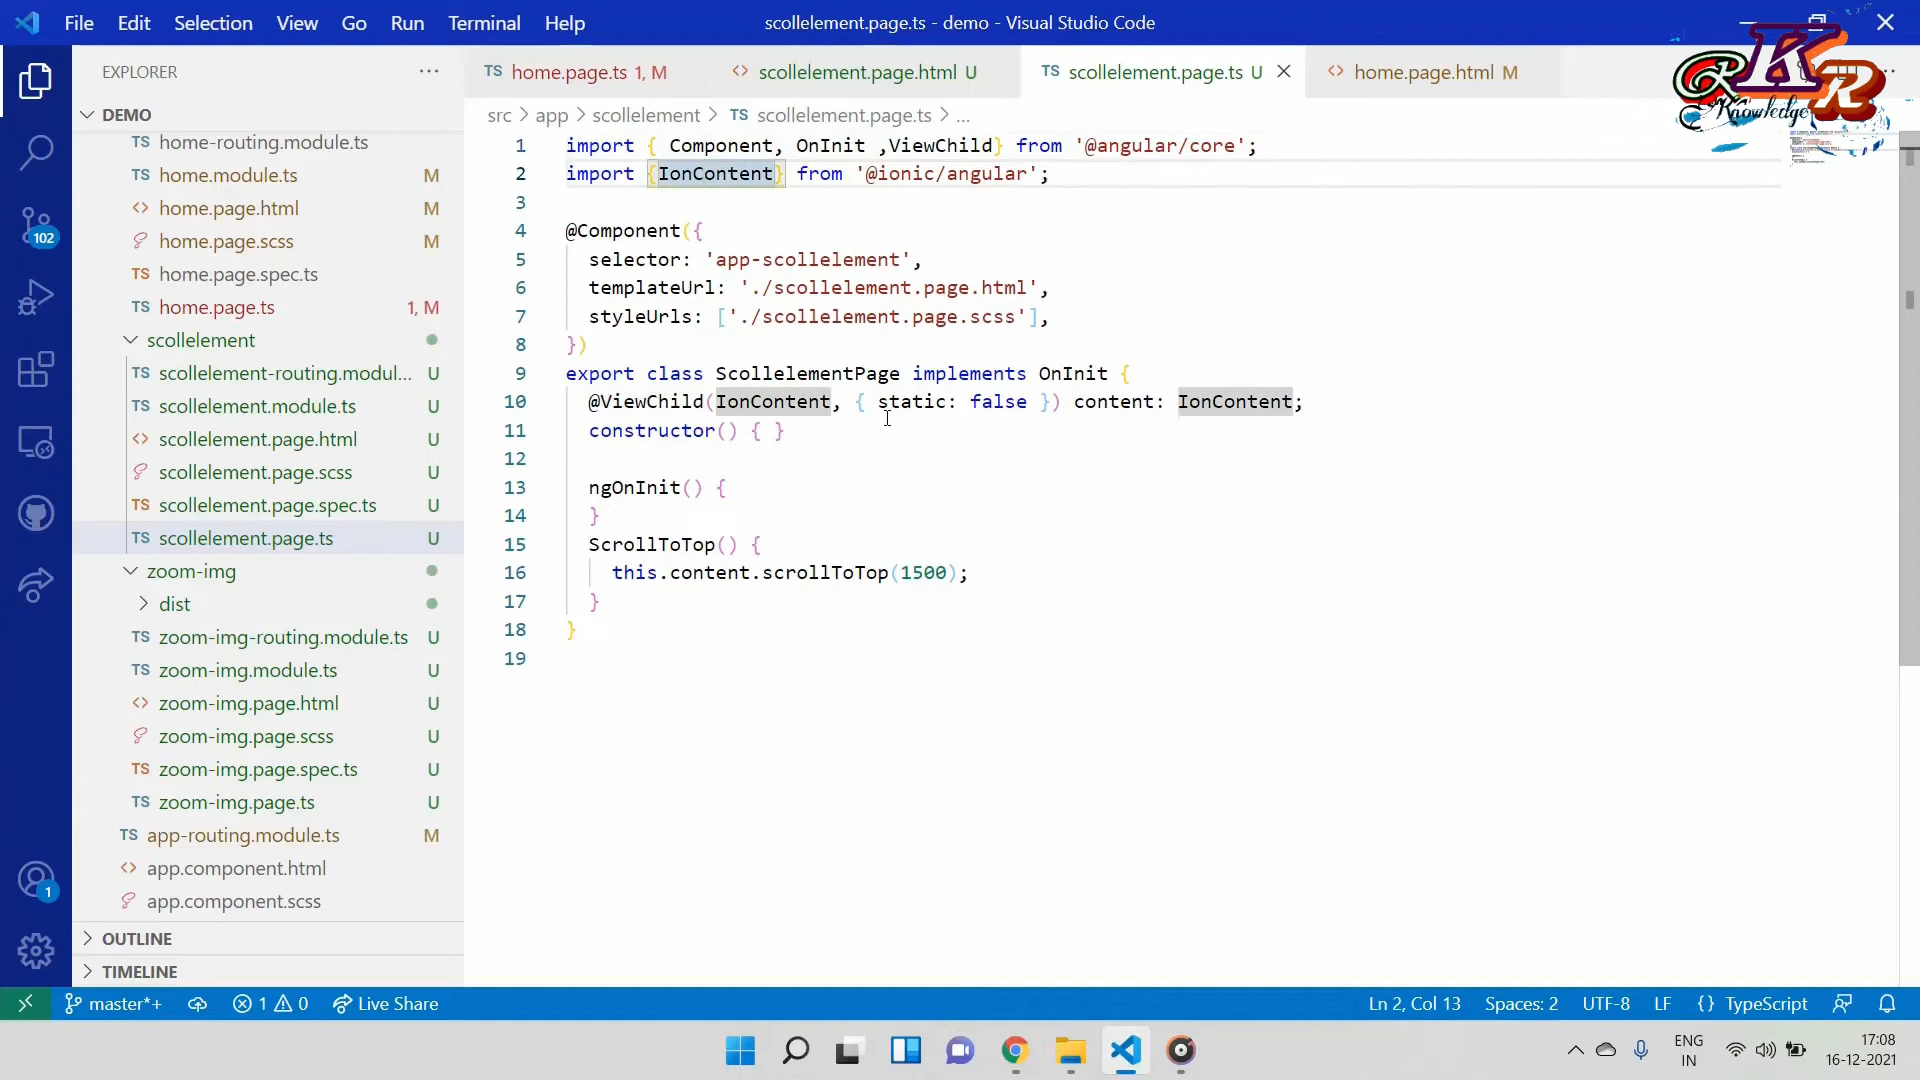 File Edit Selection View Go Run Terminal Help
scollelement.page.ts - demo - Visual Studio Code
KR
Knowledge
EXPLORER ...
DEMO
home-routing.module.ts
TS home.module.ts M
<> home.page.html M
home.page.scss M
TS home.page.spec.ts
TS home.page.ts 1, M
scollelement
TS scollelement-routing.modul... U
TS scollelement.module.ts U
<> scollelement.page.html U
scollelement.page.scss U
TS scollelement.page.spec.ts U
TS scollelement.page.ts U
zoom-img
dist
TS zoom-img-routing.module.ts U
TS zoom-img.module.ts U
<> zoom-img.page.html U
zoom-img.page.scss U
TS zoom-img.page.spec.ts U
TS zoom-img.page.ts U
TS app-routing.module.ts M
<> app.component.html
app.component.scss
OUTLINE
TIMELINE
102
1
TS home.page.ts 1, M
<> scollelement.page.html U
TS scollelement.page.ts U
<> home.page.html M
src > app > scollelement > TS scollelement.page.ts > ...
1 import { Component, OnInit ,ViewChild} from '@angular/core';
2 import {IonContent} from '@ionic/angular';
3
4 @Component({
5 selector: 'app-scollelement',
6 templateUrl: './scollelement.page.html',
7 styleUrls: ['./scollelement.page.scss'],
8 })
9 export class ScollelementPage implements OnInit {
10 @ViewChild(IonContent, { static: false }) content: IonContent;
11 constructor() { }
12
13 ngOnInit() {
14 }
15 ScrollToTop() {
16 this.content.scrollToTop(1500);
17 }
18 }
19
master*+ 1 0 Live Share
Ln 2, Col 13 Spaces: 2 UTF-8 LF {} TypeScript
ENG
IN
17:08
16-12-2021